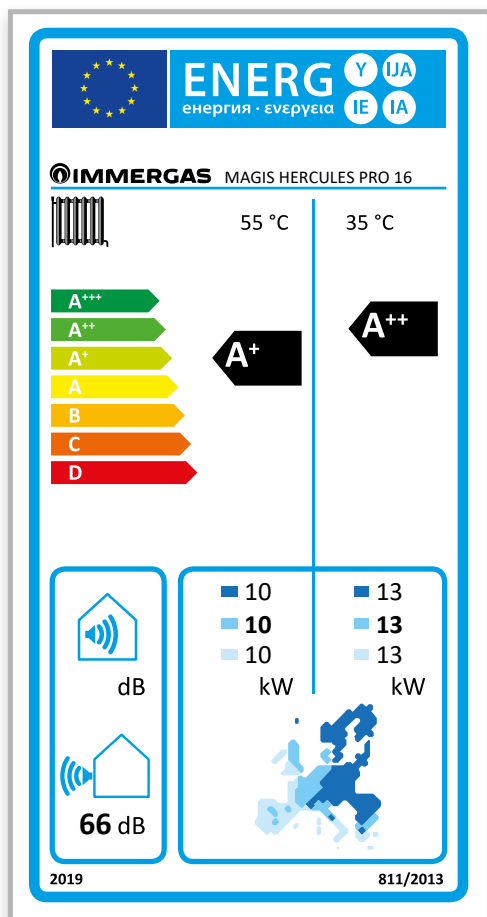 ENERG Y IJA
енергия · ενεργεια IE IA
IMMERGAS MAGIS HERCULES PRO 16
55 °C 35 °C
A+++
A++
A+
A
B
C
D
A+
A++
10 13
10 13
10 13
kW kW
dB
66 dB
2019 811/2013